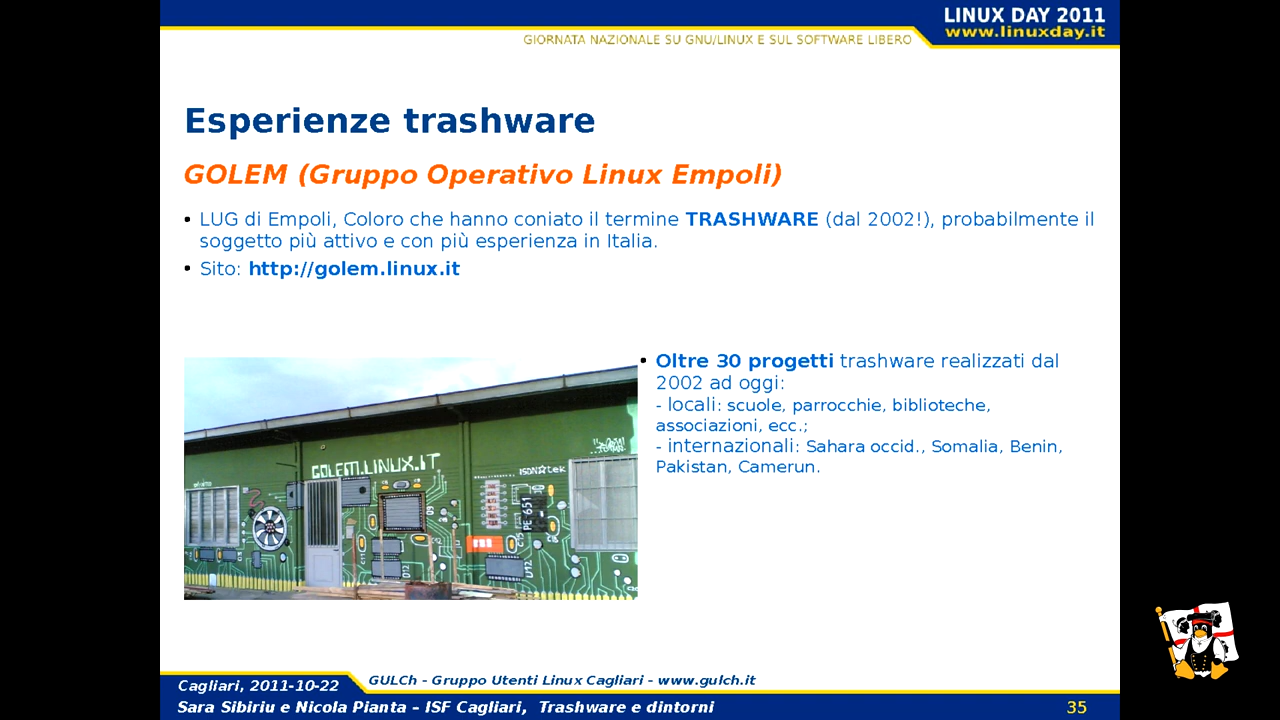 LINUX DAY 2011
www.linuxday.it
GIORNATA NAZIONALE SU GNU/LINUX E SUL SOFTWARE LIBERO
Esperienze trashware
GOLEM (Gruppo Operativo Linux Empoli)
• LUG di Empoli, Coloro che hanno coniato il termine TRASHWARE (dal 2002!), probabilmente il
soggetto più attivo e con più esperienza in Italia.
• Sito: http://golem.linux.it
• Oltre 30 progetti trashware realizzati dal
2002 ad oggi:
- locali: scuole, parrocchie, biblioteche,
associazioni, ecc.;
- internazionali: Sahara occid., Somalia, Benin,
Pakistan, Camerun.
GOLEM.LINUX.IT
PE 651
U12
Cagliari, 2011-10-22
GULCh - Gruppo Utenti Linux Cagliari - www.gulch.it
Sara Sibiriu e Nicola Pianta – ISF Cagliari, Trashware e dintorni
35